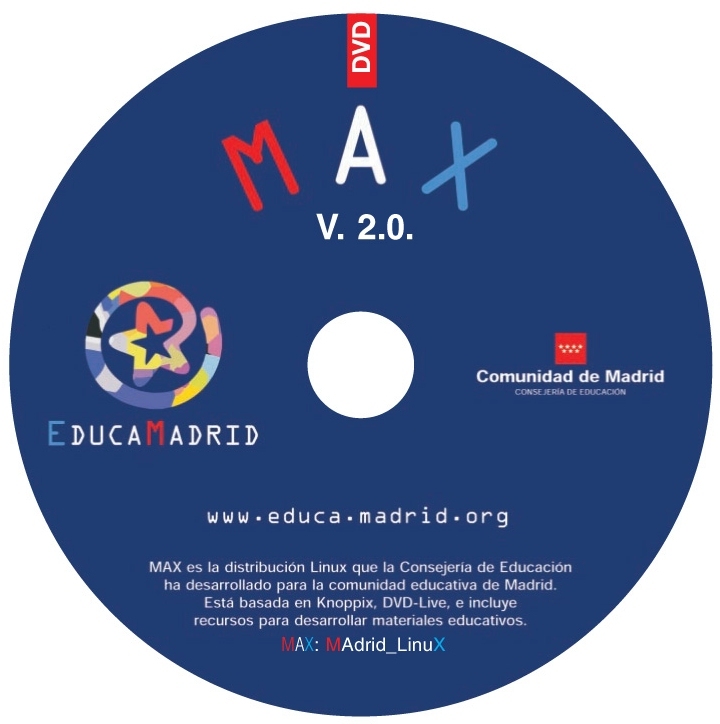 DVD
MAX
V. 2.0.
EDUCAMADRID
Comunidad de Madrid
CONSEJERÍA DE EDUCACIÓN
www.educa.madrid.org
MAX es la distribución Linux que la Consejería de Educación
ha desarrollado para la comunidad educativa de Madrid.
Está basada en Knoppix, DVD-Live, e incluye
recursos para desarrollar materiales educativos.
MAX: MAdrid_LinuX